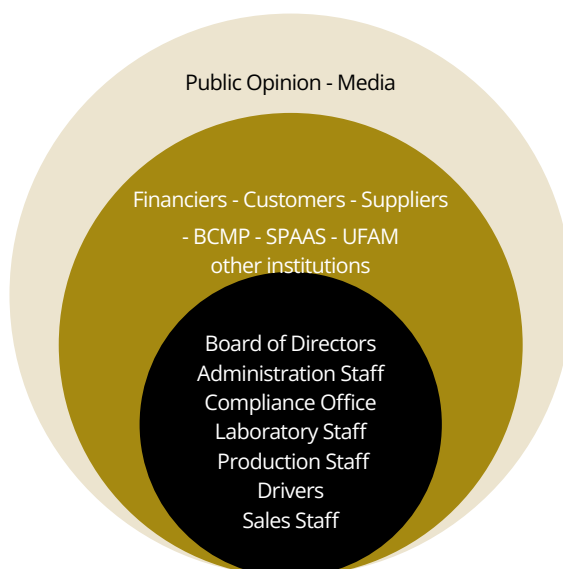 Public Opinion - Media
Financiers - Customers - Suppliers
- BCMP - SPAAS - UFAM
other institutions
Board of Directors
Administration Staff
Compliance Office
Laboratory Staff
Production Staff
Drivers
Sales Staff